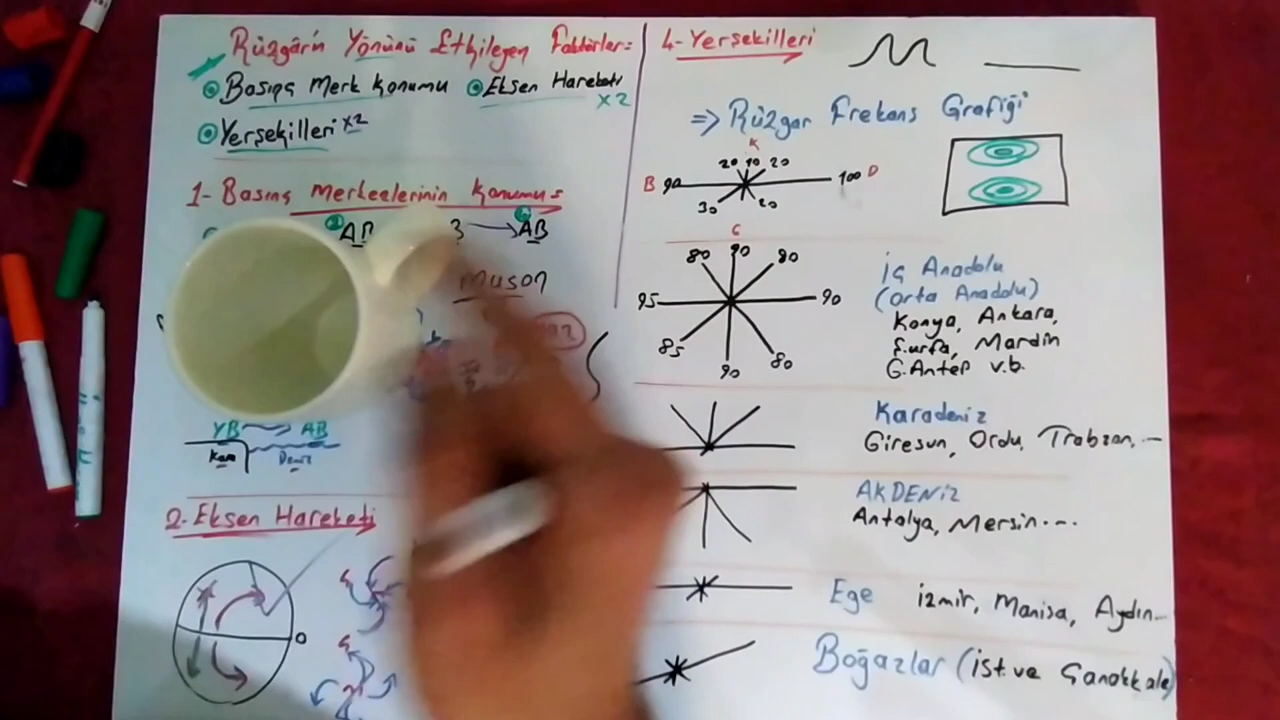 Rüzgârın Yönünü Etkileyen Faktörler:
Basınç Merk Konumu Eksen Hareketi x2
Yerşekilleri x2
1- Basınç Merkezlerinin Konumu:
AB
AB
muson
YB AB
Kara Deniz
2- Eksen Hareketi
0
4- Yerşekilleri
=> Rüzgar Frekans Grafiği
K
20 10 20
B 90 100 D
30 20
G
80 90 80
95 90
85 80
90
İç Anadolu
(Orta Anadolu)
Konya, Ankara,
Ş.urfa, Mardin
G.Antep v.b.
Karadeniz
Giresun, Ordu, Trabzon, ...
AKDENİZ
Antalya, Mersin....
Ege izmir, Manisa, Aydın...
Boğazlar (ist. ve Çanakkale)